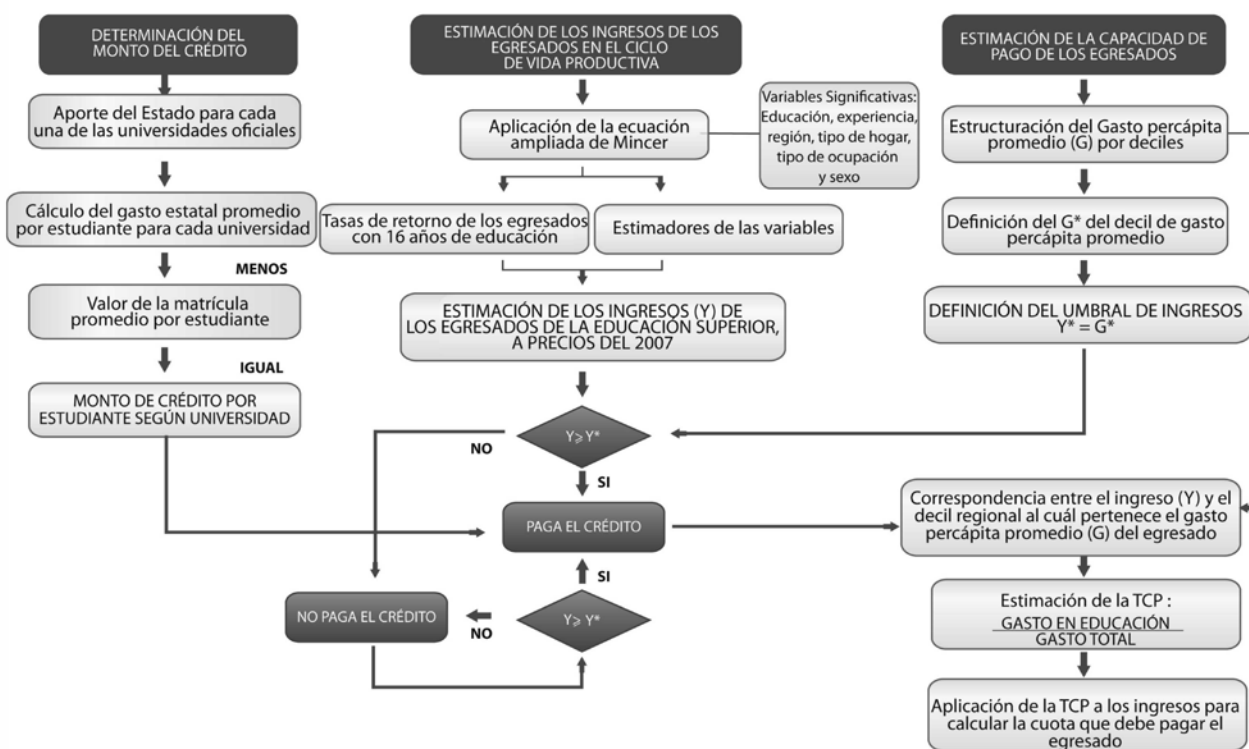 DETERMINACIÓN DEL
MONTO DEL CRÉDITO
Aporte del Estado para cada
una de las universidades oficiales
Cálculo del gasto estatal promedio
por estudiante para cada universidad
MENOS
Valor de la matrícula
promedio por estudiante
IGUAL
MONTO DE CRÉDITO POR
ESTUDIANTE SEGÚN UNIVERSIDAD
ESTIMACIÓN DE LOS INGRESOS DE LOS
EGRESADOS EN EL CICLO
DE VIDA PRODUCTIVA
Aplicación de la ecuación
ampliada de Mincer
Variables Significativas:
Educación, experiencia,
región, tipo de hogar,
tipo de ocupación
y sexo
Tasas de retorno de los egresados
con 16 años de educación
Estimadores de las variables
ESTIMACIÓN DE LOS INGRESOS (Y) DE
LOS EGRESADOS DE LA EDUCACIÓN SUPERIOR,
A PRECIOS DEL 2007
Y⩾Y*
NO
SI
PAGA EL CRÉDITO
SI
Y⩾Y*
NO
NO PAGA EL CRÉDITO
ESTIMACIÓN DE LA CAPACIDAD DE
PAGO DE LOS EGRESADOS
Estructuración del Gasto percápita
promedio (G) por deciles
Definición del G* del decil de gasto
percápita promedio
DEFINICIÓN DEL UMBRAL DE INGRESOS
Y* = G*
Correspondencia entre el ingreso (Y) y el
decil regional al cuál pertenece el gasto
percápita promedio (G) del egresado
Estimación de la TCP :
GASTO EN EDUCACIÓN
GASTO TOTAL
Aplicación de la TCP a los ingresos para
calcular la cuota que debe pagar el
egresado